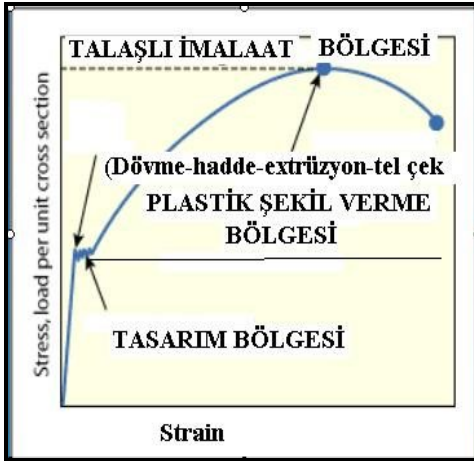 TALAŞLI İMALAAT BÖLGESİ
Stress, load per unit cross section
(Dövme-hadde-extrüzyon-tel çek
PLASTİK ŞEKİL VERME
BÖLGESİ
TASARIM BÖLGESİ
Strain